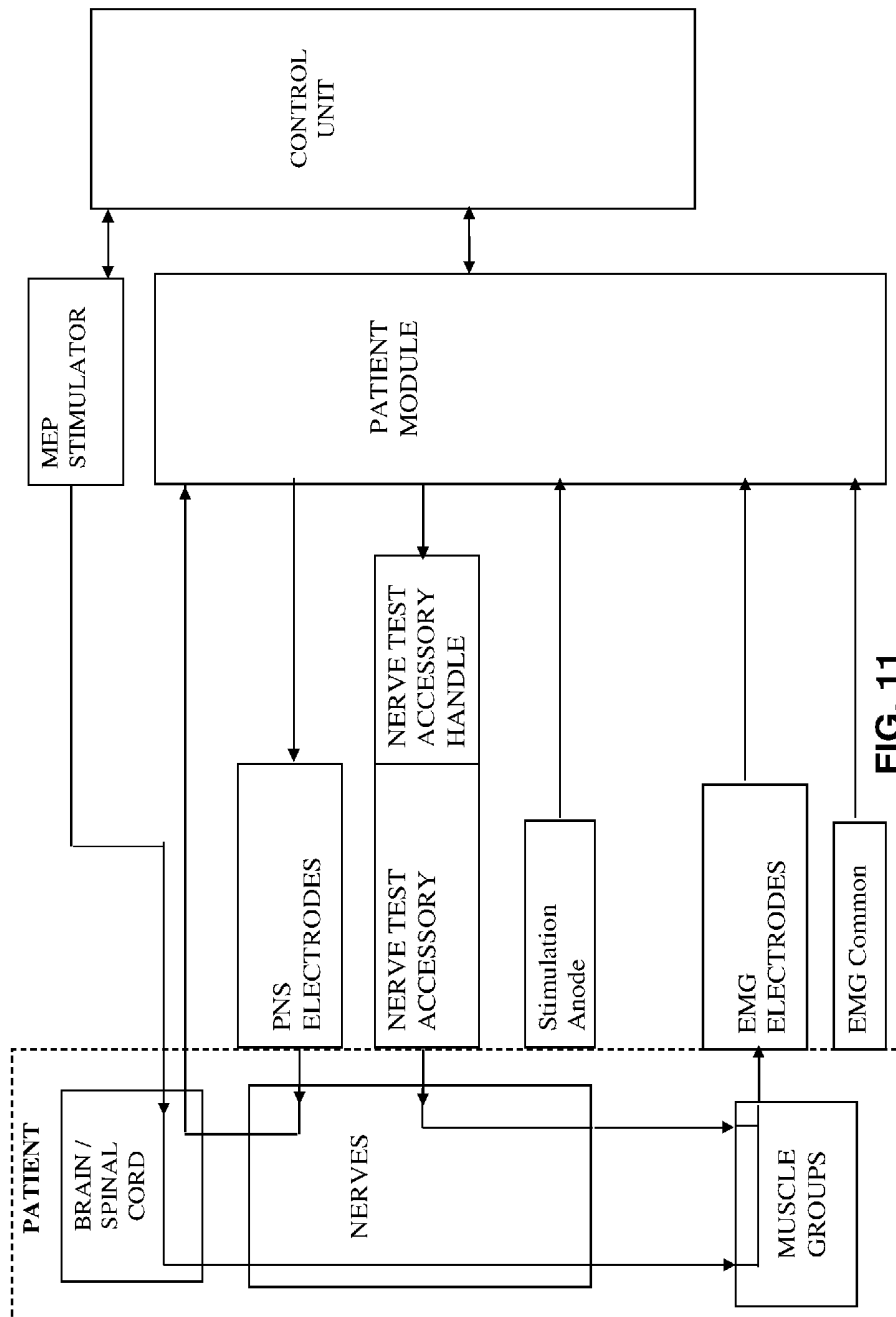 PATIENT
BRAIN /
SPINAL
CORD
NERVES
MUSCLE
GROUPS
PNS
ELECTRODES
NERVE TEST
ACCESSORY
NERVE TEST
ACCESSORY
HANDLE
Stimulation
Anode
EMG
ELECTRODES
EMG Common
MEP
STIMULATOR
PATIENT
MODULE
CONTROL
UNIT
FIG. 11